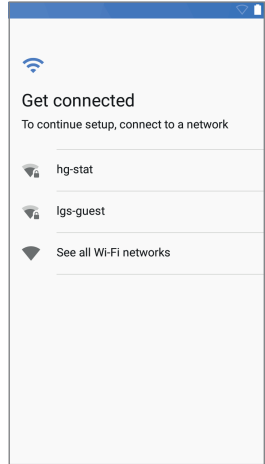 Get connected
To continue setup, connect to a network
hg-stat
lgs-guest
See all Wi-Fi networks